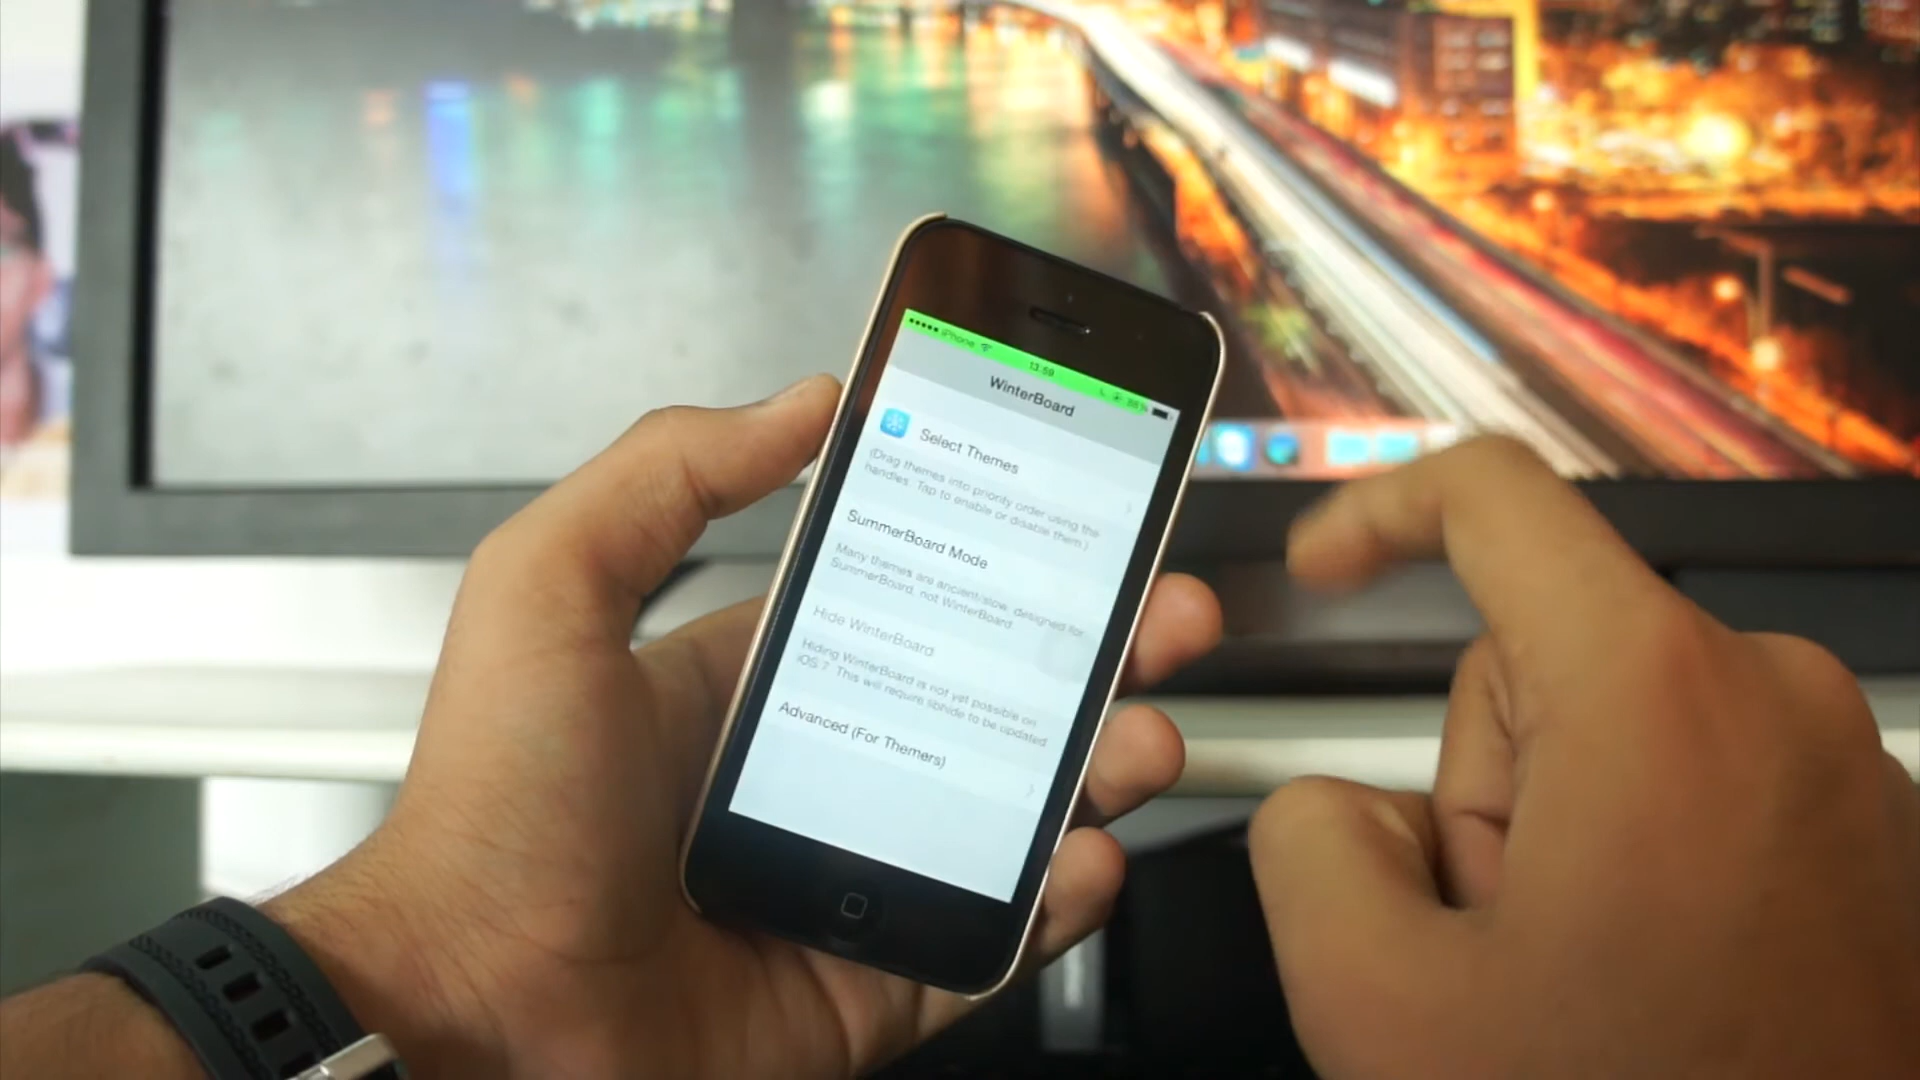 iPhone
13:59
WinterBoard
Select Themes
(Drag themes into priority order using the
handles. Tap to enable or disable them.)
SummerBoard Mode
Many themes are ancient/slow, designed for
SummerBoard, not WinterBoard.
Hide WinterBoard
Hiding WinterBoard is not yet possible on
iOS 7. This will require sbhide to be updated
Advanced (For Themers)